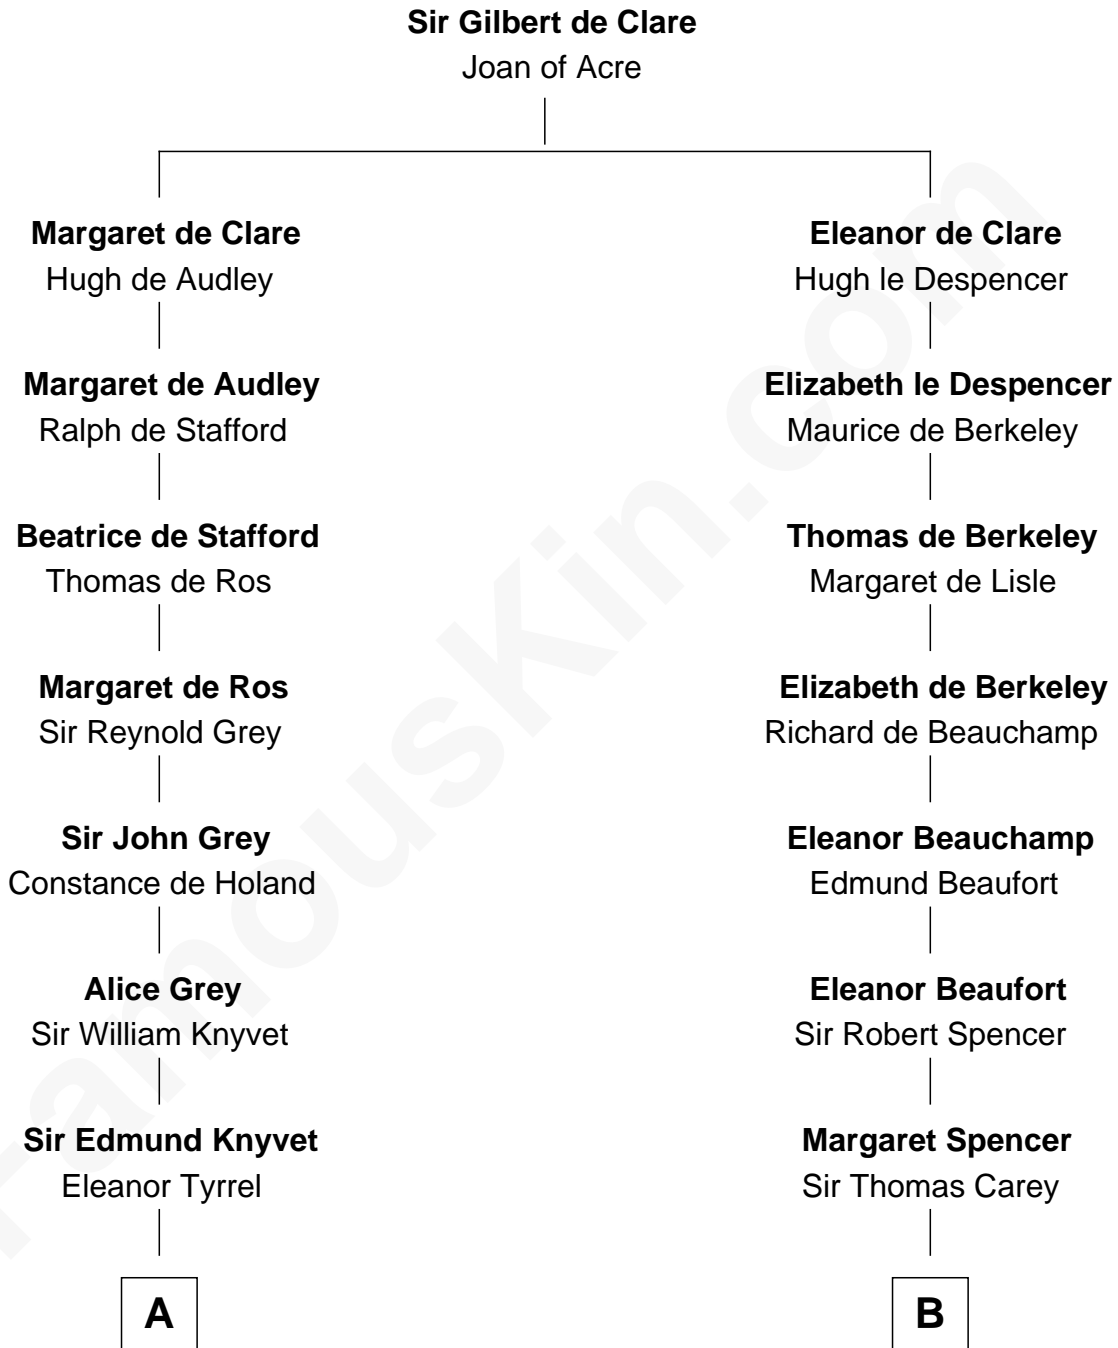 Sir Gilbert de Clare
Joan of Acre
Margaret de Clare
Hugh de Audley
Eleanor de Clare
Hugh le Despencer
Margaret de Audley
Ralph de Stafford
Elizabeth le Despencer
Maurice de Berkeley
Beatrice de Stafford
Thomas de Ros
Thomas de Berkeley
Margaret de Lisle
Margaret de Ros
Sir Reynold Grey
Elizabeth de Berkeley
Richard de Beauchamp
Sir John Grey
Constance de Holand
Eleanor Beauchamp
Edmund Beaufort
Alice Grey
Sir William Knyvet
Eleanor Beaufort
Sir Robert Spencer
Sir Edmund Knyvet
Eleanor Tyrrel
Margaret Spencer
Sir Thomas Carey
A
B
FamousKin.com